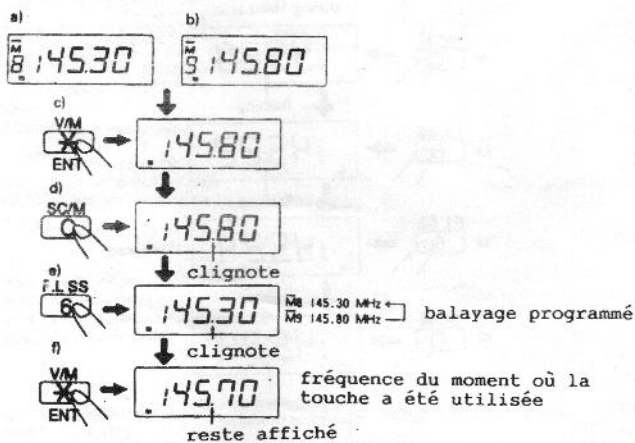 a) b)
M 8 145.30 M 9 145.80
c)
V/M
X
ENT
145.80
d)
SC/M
0
145.80
clignote
e)
F.L SS
6
145.30
M8 145.30 MHz
M9 145.80 MHz
balayage programmé
clignote
f)
V/M
X
ENT
145.70
fréquence du moment où la
touche a été utilisée
reste affiché